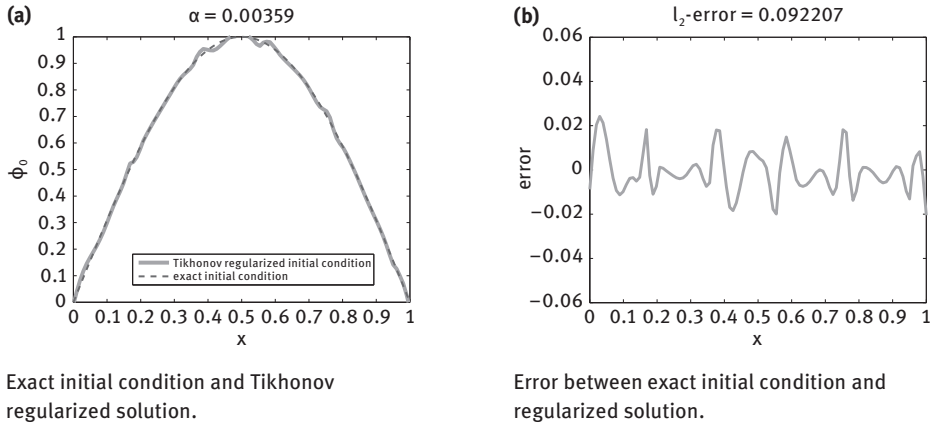 (a)
α = 0.00359
1
0.9
0.8
0.7
0.6
0.5
0.4
0.3
0.2
0.1
0
ϕ₀
Tikhonov regularized initial condition
exact initial condition
0 0.1 0.2 0.3 0.4 0.5 0.6 0.7 0.8 0.9 1
x
Exact initial condition and Tikhonov
regularized solution.
(b)
l₂-error = 0.092207
0.06
0.04
0.02
0
−0.02
−0.04
−0.06
error
0 0.1 0.2 0.3 0.4 0.5 0.6 0.7 0.8 0.9 1
x
Error between exact initial condition and
regularized solution.